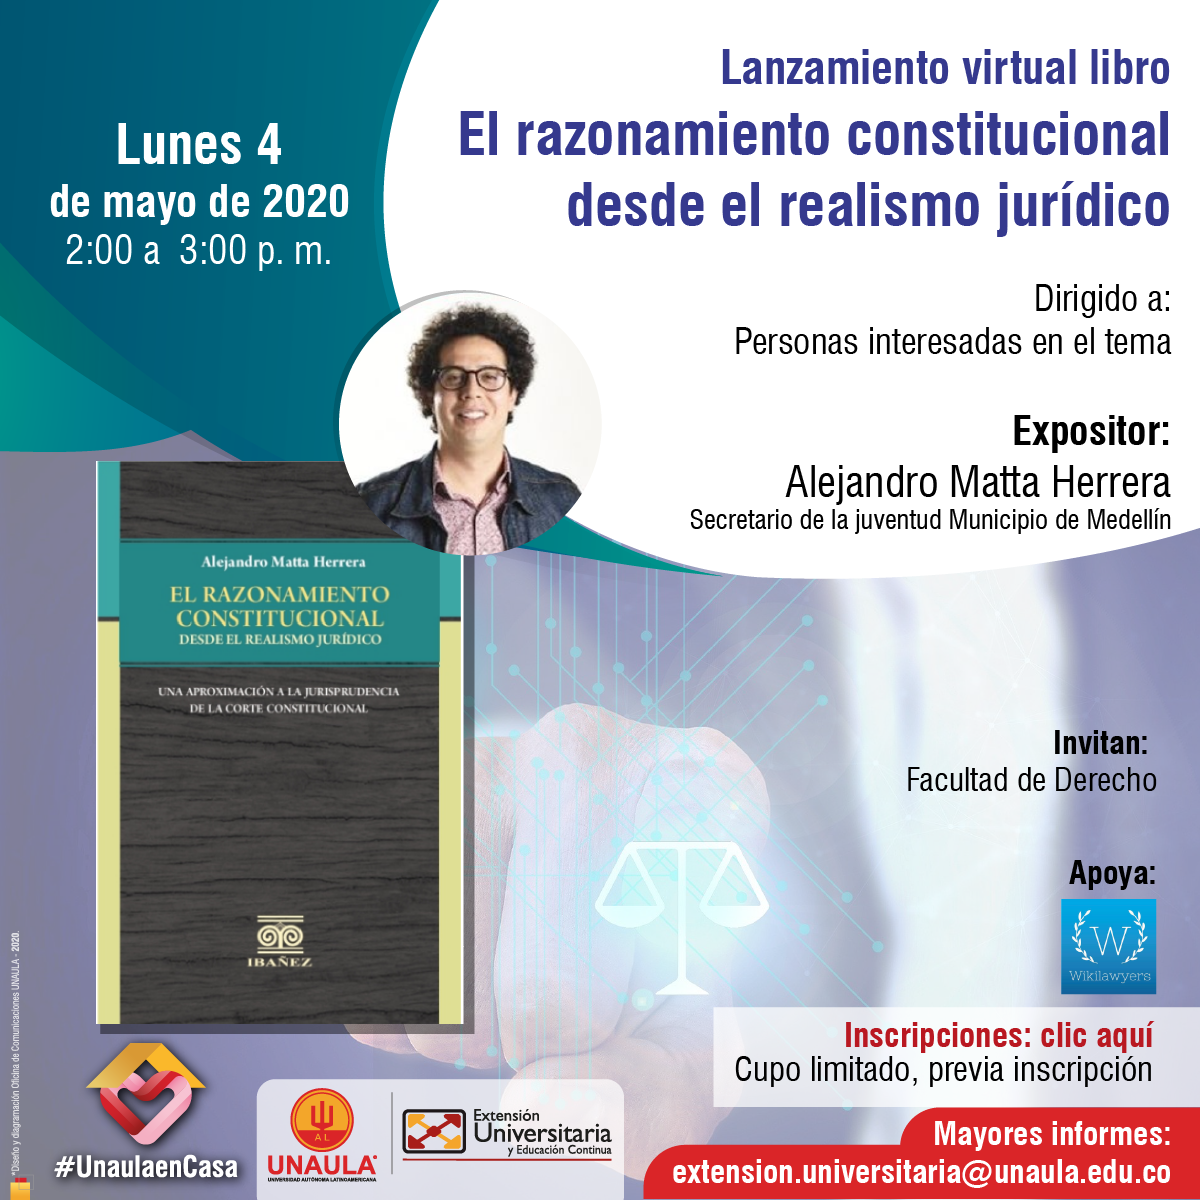 Lunes 4
de mayo de 2020
2:00 a 3:00 p. m.
Lanzamiento virtual libro
El razonamiento constitucional
desde el realismo jurídico
Dirigido a:
Personas interesadas en el tema
Expositor:
Alejandro Matta Herrera
Secretario de la juventud Municipio de Medellín
Alejandro Matta Herrera
EL RAZONAMIENTO
CONSTITUCIONAL
DESDE EL REALISMO JURÍDICO
UNA APROXIMACIÓN A LA JURISPRUDENCIA
DE LA CORTE CONSTITUCIONAL
IBAÑEZ
Invitan:
Facultad de Derecho
Apoya:
W
Wikilawyers
Inscripciones: clic aquí
Cupo limitado, previa inscripción
Mayores informes:
extension.universitaria@unaula.edu.co
#UnaulaenCasa
A L
UNAULA
UNIVERSIDAD AUTÓNOMA LATINOAMERICANA
Extensión
Universitaria
y Educación Continua
*Diseño y diagramación Oficina de Comunicaciones UNAULA - 2020.